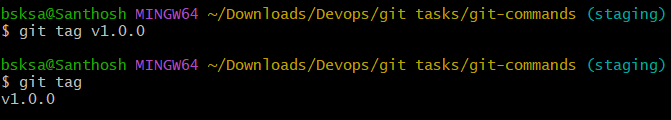 bsksa@Santhosh MINGW64 ~/Downloads/Devops/git tasks/git-commands (staging)
$ git tag v1.0.0
bsksa@Santhosh MINGW64 ~/Downloads/Devops/git tasks/git-commands (staging)
$ git tag
v1.0.0